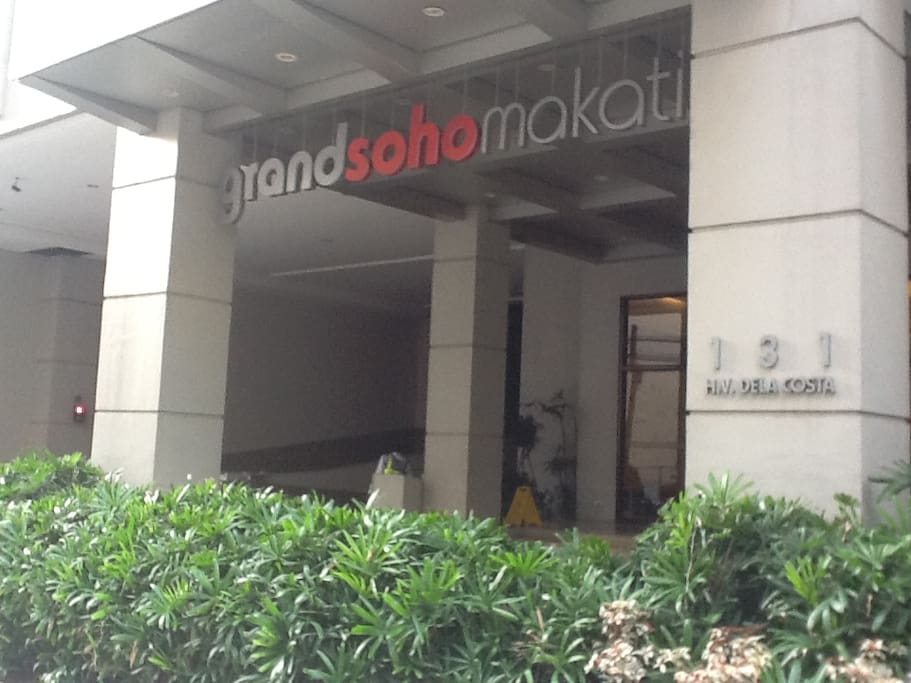 grandsohomakati
131
H.V. DELA COSTA